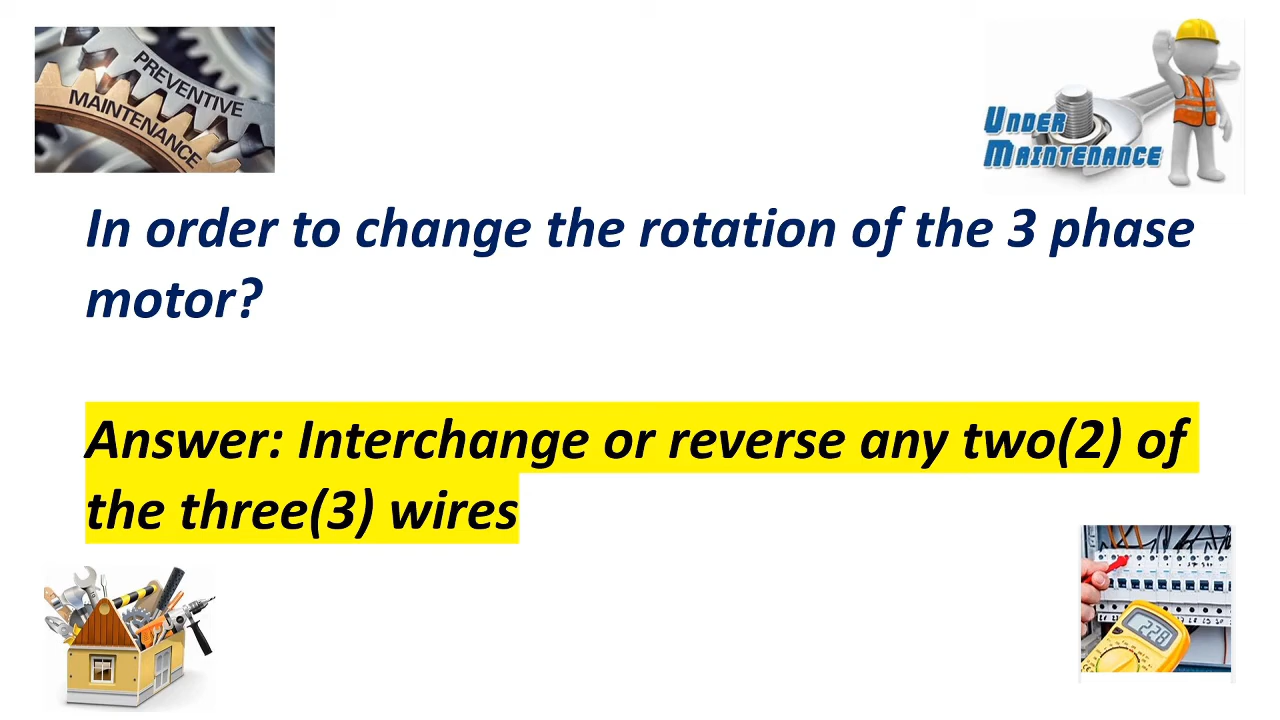 PREVENTIVE
MAINTENANCE
UNDER
MAINTENANCE
In order to change the rotation of the 3 phase
motor?
Answer: Interchange or reverse any two(2) of
the three(3) wires
228